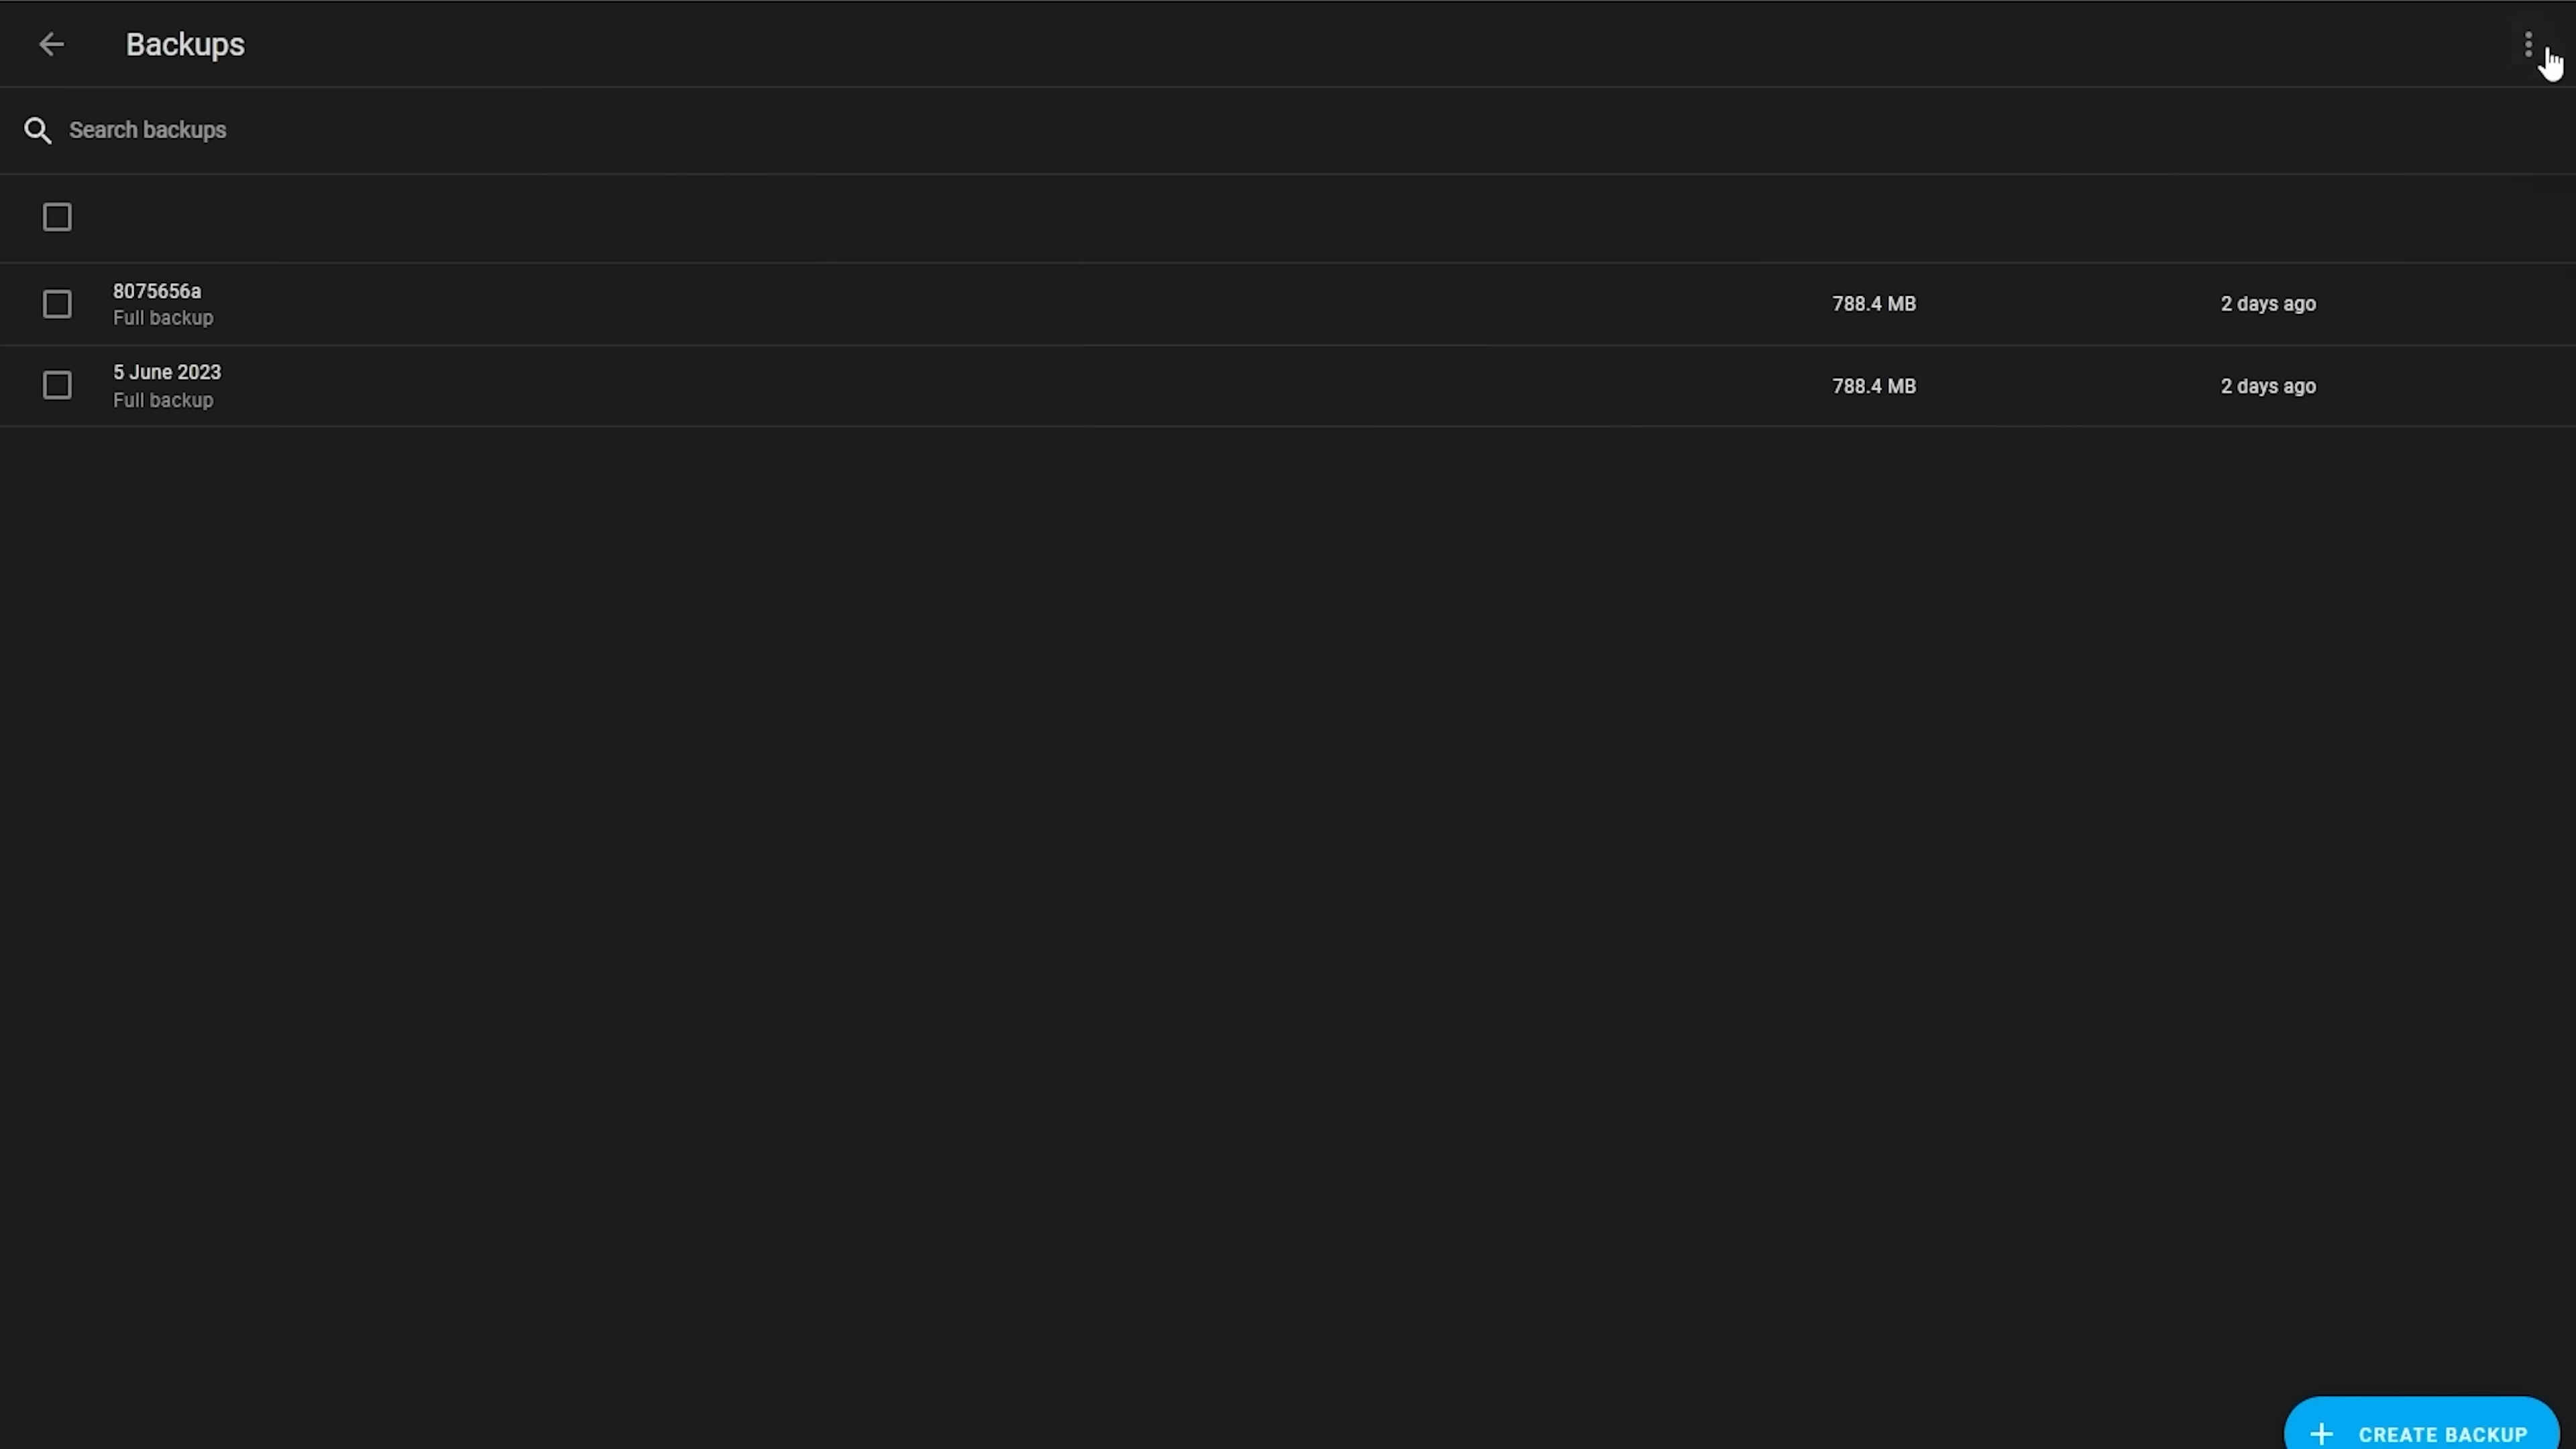 Backups
Search backups
8075656a
Full backup
788.4 MB
2 days ago
5 June 2023
Full backup
788.4 MB
2 days ago
CREATE BACKUP